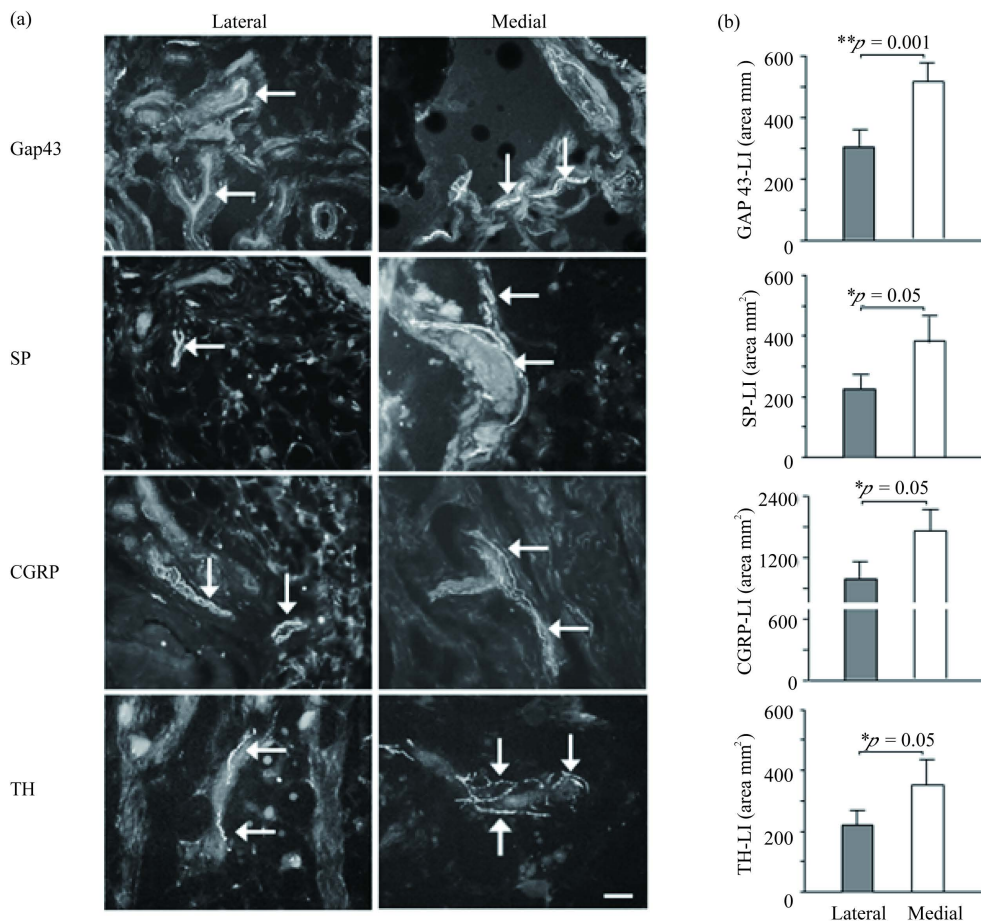 (a)
Lateral
Medial
Gap43
SP
CGRP
TH
(b)
**p = 0.001
600
400
200
0
GAP 43-LI (area mm)
*p = 0.05
600
400
200
0
SP-LI (area mm²)
*p = 0.05
2400
1200
600
0
CGRP-LI (area mm²)
*p = 0.05
600
400
200
0
TH-LI (area mm²)
Lateral
Medial